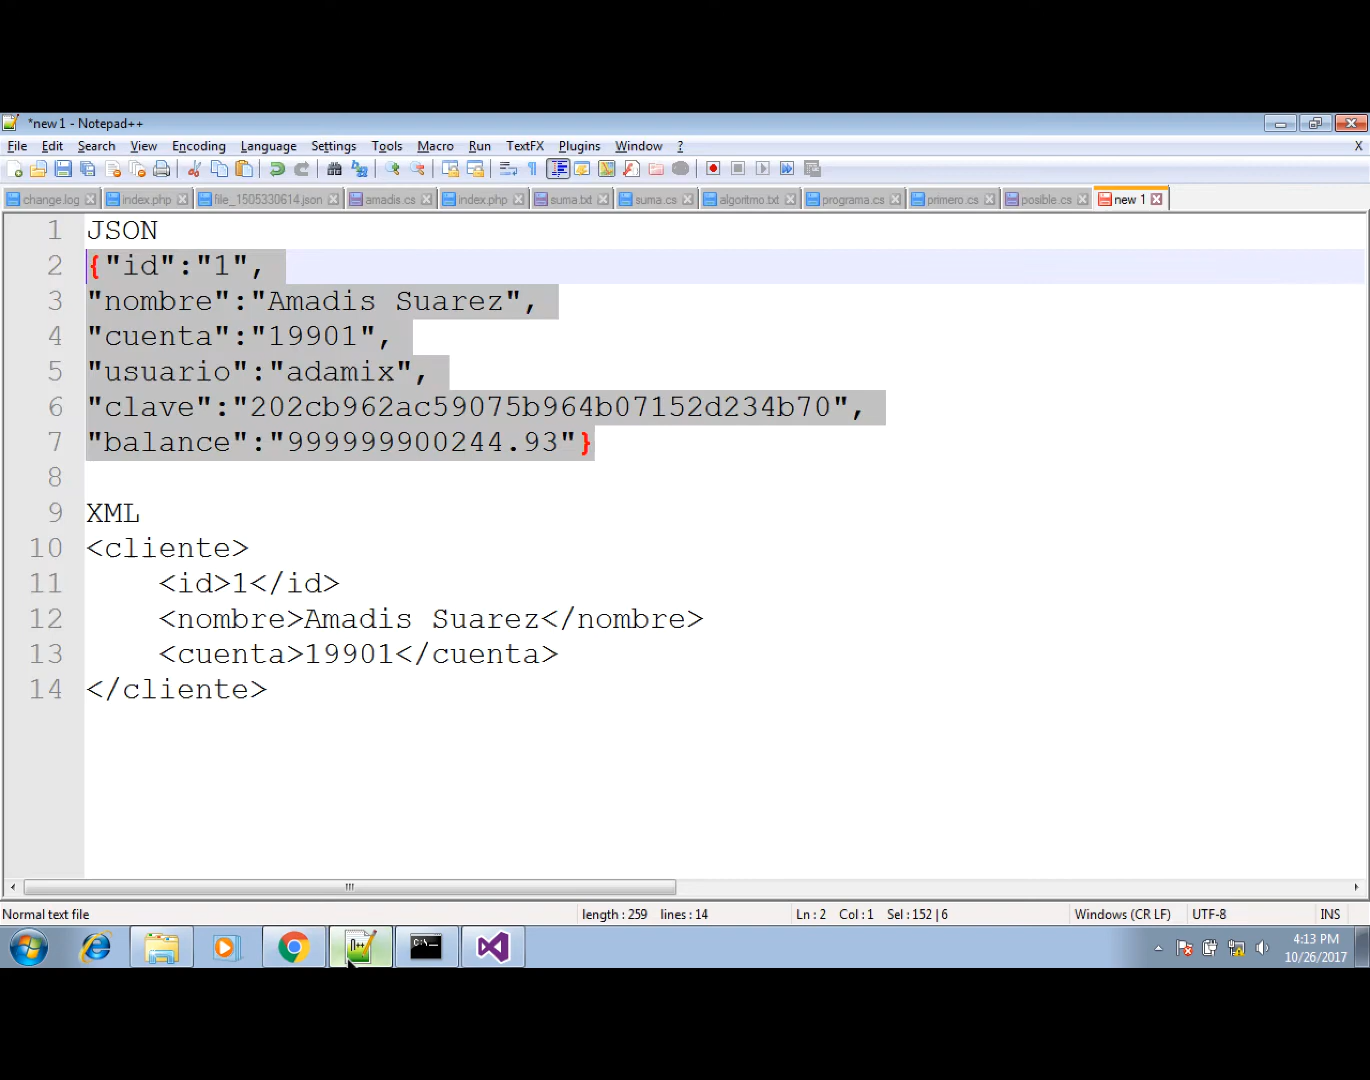 *new 1 - Notepad++
File Edit Search View Encoding Language Settings Tools Macro Run TextFX Plugins Window ? X
change.log index.php file_1505330614.json amadis.cs index.php suma.txt suma.cs algoritmo.txt programa.cs primero.cs posible.cs new 1
1 JSON
2 {"id":"1",
3 "nombre":"Amadis Suarez",
4 "cuenta":"19901",
5 "usuario":"adamix",
6 "clave":"202cb962ac59075b964b07152d234b70",
7 "balance":"999999900244.93"}
8
9 XML
10 <cliente>
11 <id>1</id>
12 <nombre>Amadis Suarez</nombre>
13 <cuenta>19901</cuenta>
14 </cliente>
Normal text file length : 259 lines : 14 Ln : 2 Col : 1 Sel : 152 | 6 Windows (CR LF) UTF-8 INS
4:13 PM
10/26/2017